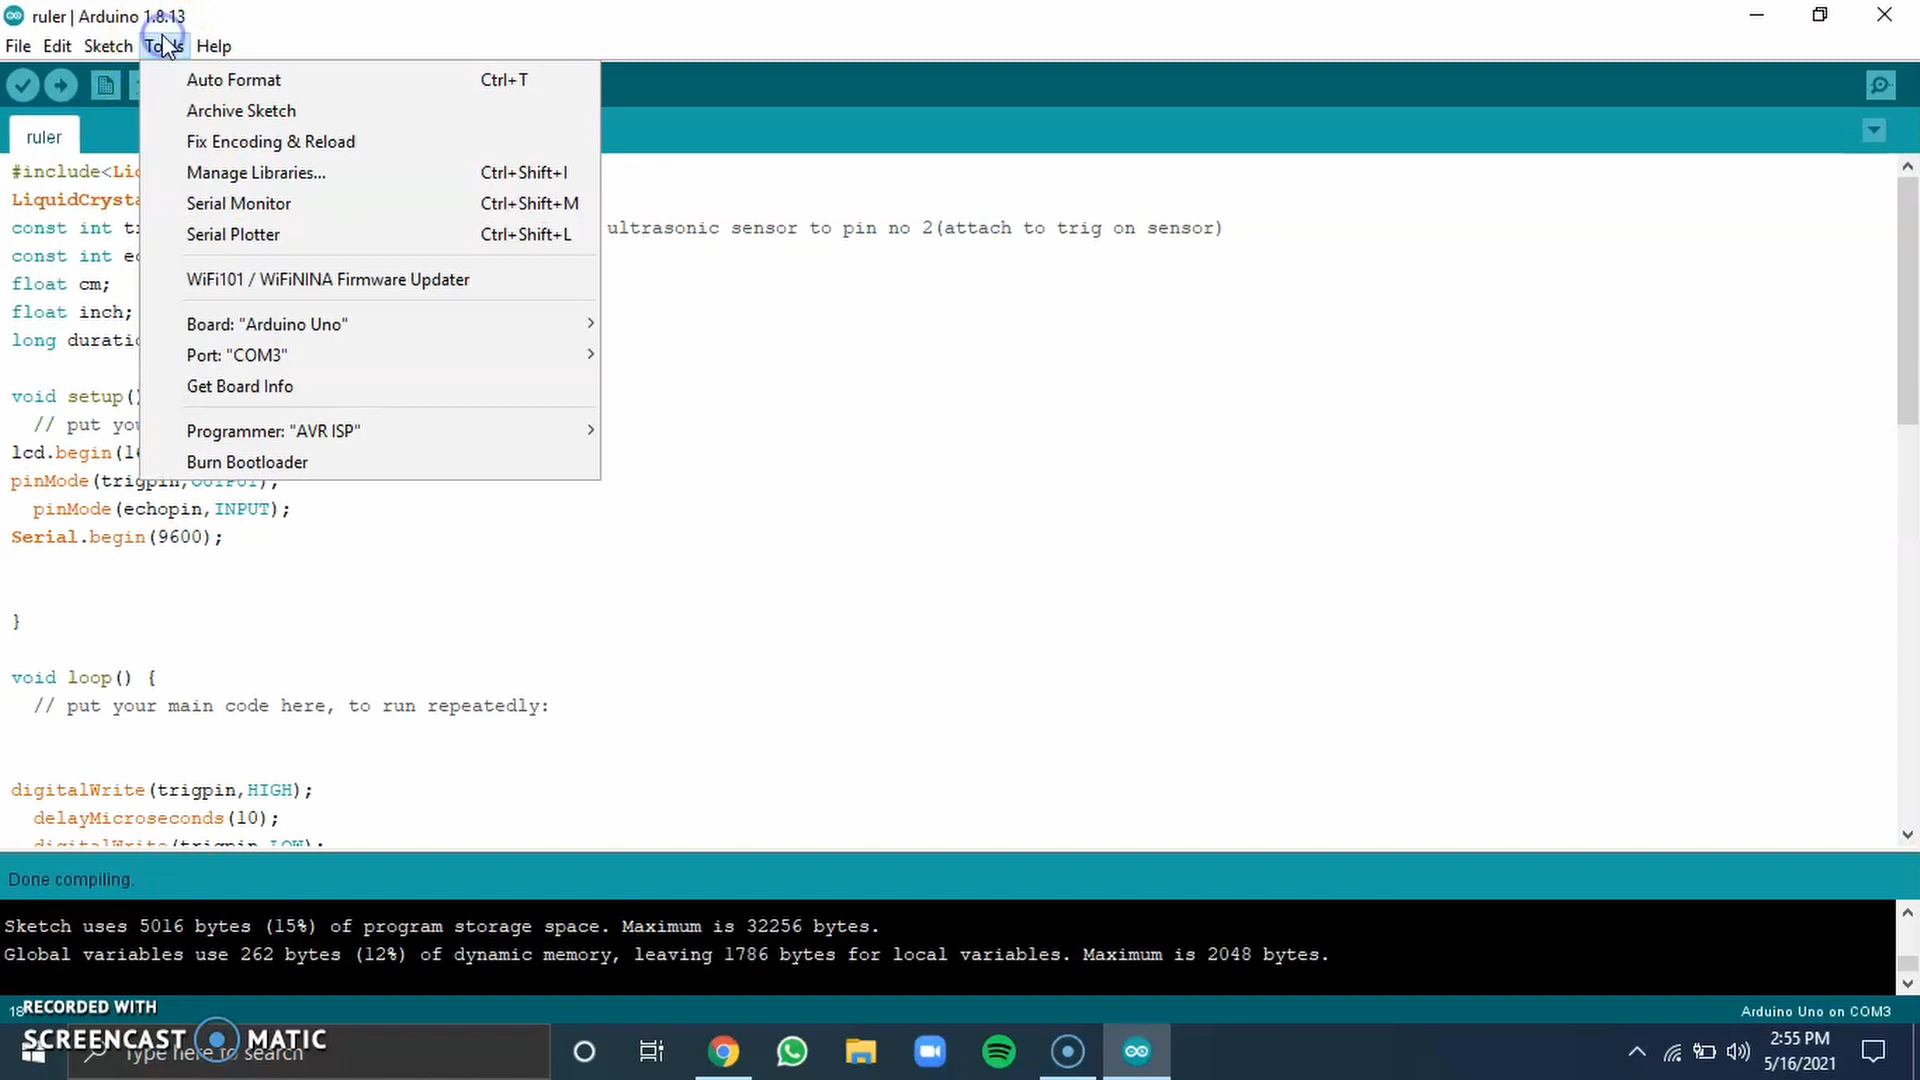 ruler | Arduino 1.8.13
File Edit Sketch Tools Help
Auto Format Ctrl+T
Archive Sketch
Fix Encoding & Reload
Manage Libraries... Ctrl+Shift+I
Serial Monitor Ctrl+Shift+M
Serial Plotter Ctrl+Shift+L
WiFi101 / WiFiNINA Firmware Updater
Board: "Arduino Uno"
Port: "COM3"
Get Board Info
Programmer: "AVR ISP"
Burn Bootloader
ruler
#include<Li
LiquidCryst
const int t ultrasonic sensor to pin no 2(attach to trig on sensor)
const int e
float cm;
float inch;
long durati
void setup()
// put you
lcd.begin(1
pinMode(trigpin,OUTPUT);
pinMode(echopin,INPUT);
Serial.begin(9600);
}
void loop() {
// put your main code here, to run repeatedly:
digitalWrite(trigpin,HIGH);
delayMicroseconds(10);
digitalWrite(trigpin,LOW);
Done compiling.
Sketch uses 5016 bytes (15%) of program storage space. Maximum is 32256 bytes.
Global variables use 262 bytes (12%) of dynamic memory, leaving 1786 bytes for local variables. Maximum is 2048 bytes.
18 Arduino Uno on COM3
RECORDED WITH
SCREENCAST MATIC
Type here to search
2:55 PM
5/16/2021